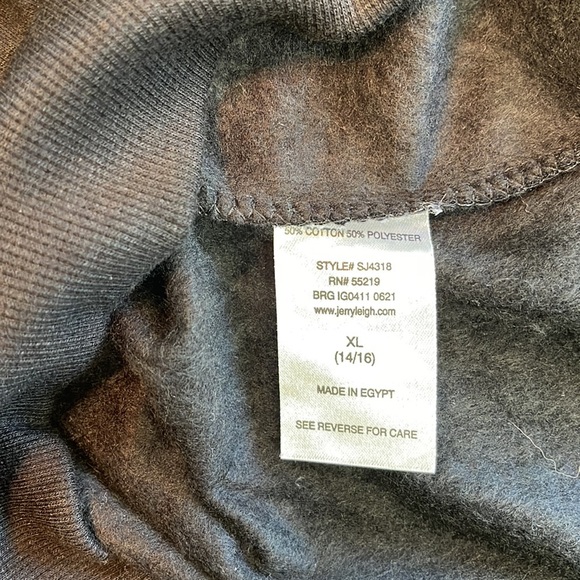 50% COTTON 50% POLYESTER
STYLE# SJ4318
RN# 55219
BRG IG0411 0621
www.jerryleigh.com
XL
(14/16)
MADE IN EGYPT
SEE REVERSE FOR CARE